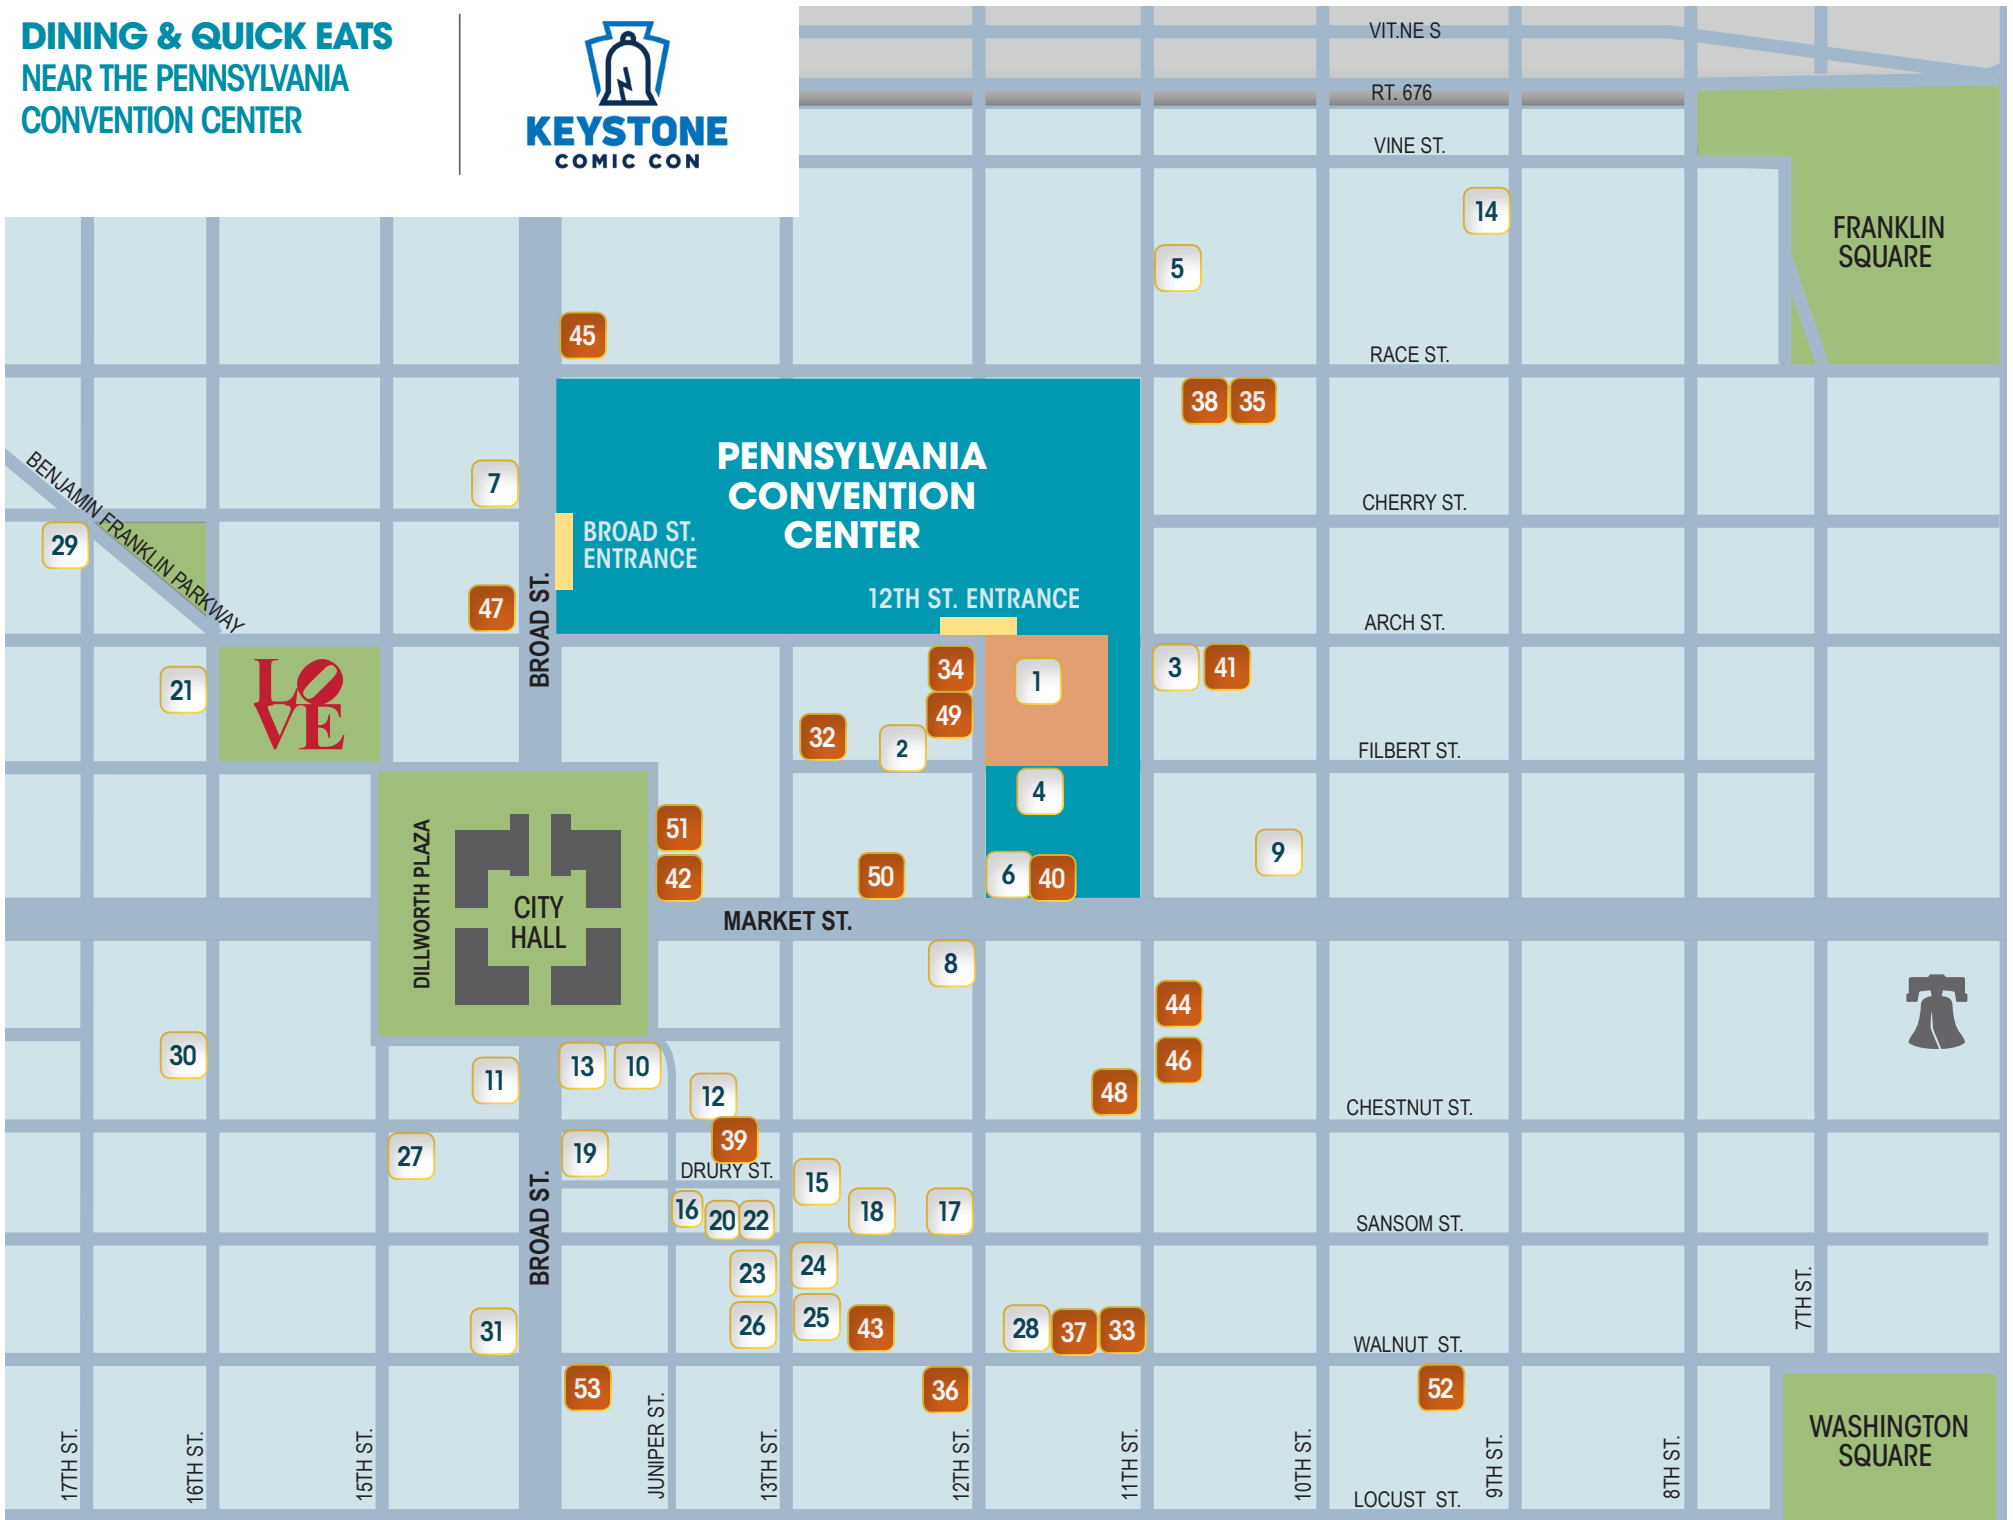 DINING & QUICK EATS
NEAR THE PENNSYLVANIA
CONVENTION CENTER
KEYSTONE
COMIC CON
VIT.NE S
RT. 676
VINE ST.
14
FRANKLIN
SQUARE
5
45
RACE ST.
38
35
PENNSYLVANIA
CONVENTION
CENTER
7
BENJAMIN FRANKLIN PARKWAY
CHERRY ST.
29
BROAD ST.
ENTRANCE
47
BROAD ST.
12TH ST. ENTRANCE
ARCH ST.
21
LOVE
34
1
3
41
49
32
2
FILBERT ST.
4
51
DILLWORTH PLAZA
42
50
6
40
9
CITY
HALL
MARKET ST.
8
44
30
11
13
10
46
12
48
CHESTNUT ST.
39
27
19
DRURY ST.
15
16
20
22
18
17
BROAD ST.
SANSOM ST.
23
24
7TH ST.
26
25
43
28
37
33
31
WALNUT ST.
53
36
52
WASHINGTON
SQUARE
17TH ST.
16TH ST.
15TH ST.
JUNIPER ST.
13TH ST.
12TH ST.
11TH ST.
10TH ST.
9TH ST.
8TH ST.
LOCUST ST.